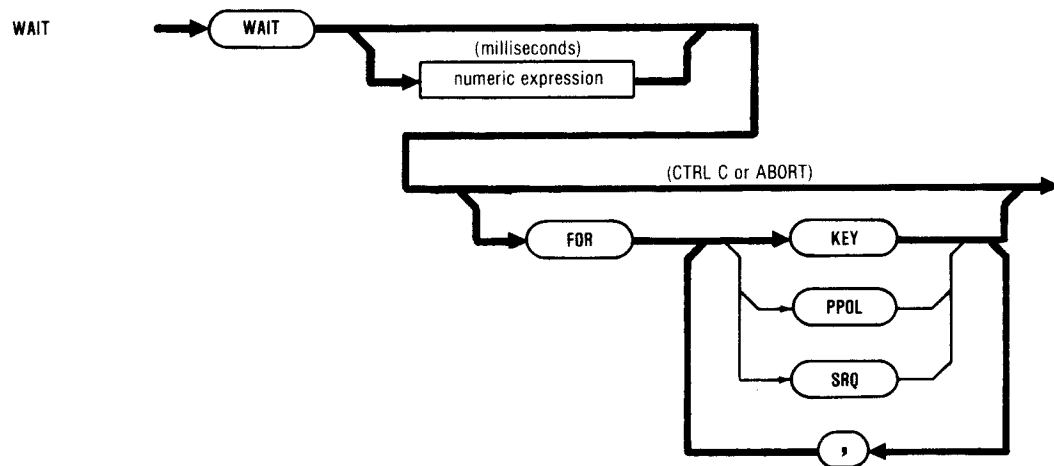 WAIT
WAIT
(milliseconds)
numeric expression
(CTRL C or ABORT)
FOR
KEY
PPOL
SRQ
,